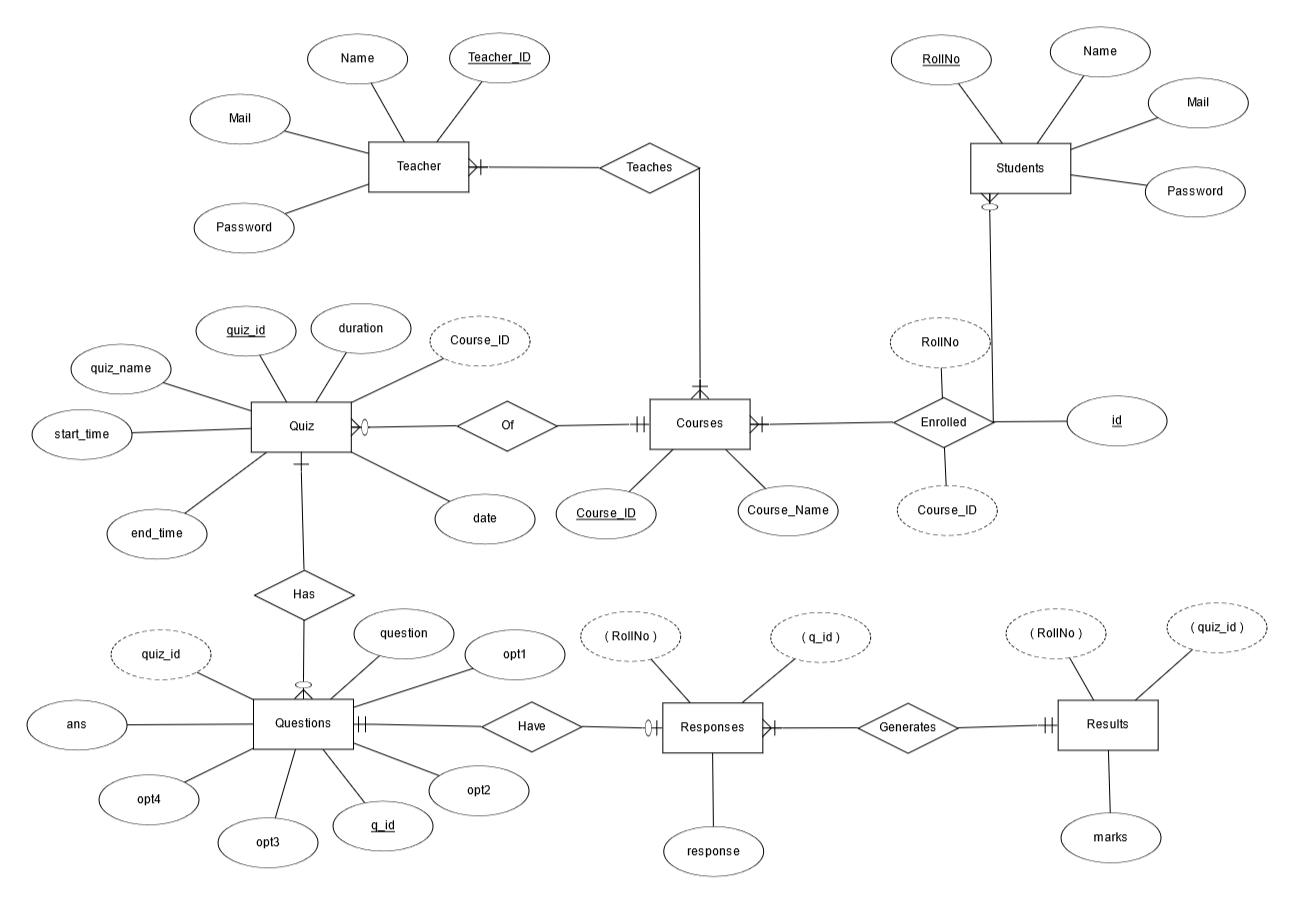 Name
Teacher_ID
RollNo
Name
Mail
Mail
Teacher
Teaches
Students
Password
Password
quiz_id
duration
Course_ID
RollNo
quiz_name
start_time
Quiz
Of
Courses
Enrolled
id
end_time
date
Course_ID
Course_Name
Course_ID
Has
quiz_id
question
opt1
( RollNo )
( q_id )
( RollNo )
( quiz_id )
ans
Questions
Have
Responses
Generates
Results
opt4
opt3
q_id
opt2
response
marks